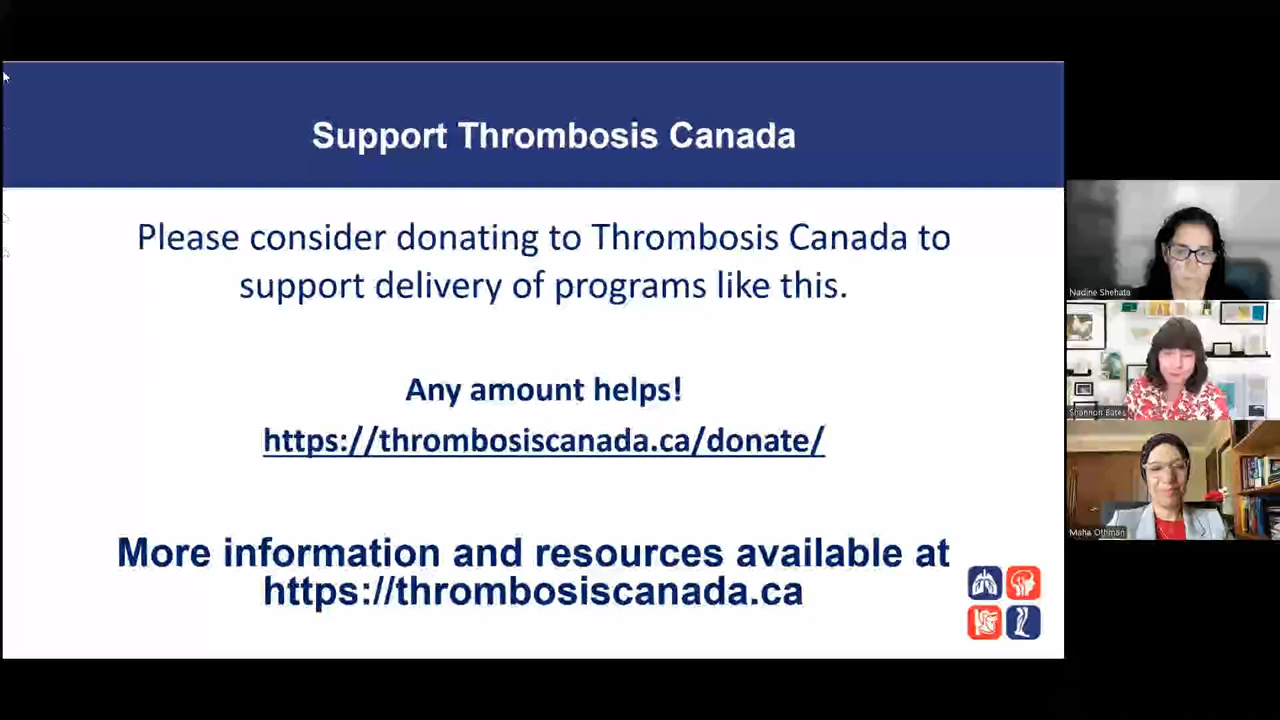 Support Thrombosis Canada
Please consider donating to Thrombosis Canada to
support delivery of programs like this.
Any amount helps!
https://thrombosiscanada.ca/donate/
More information and resources available at
https://thrombosiscanada.ca
Nadine Shehata
Shannon Bates
Maha Othman